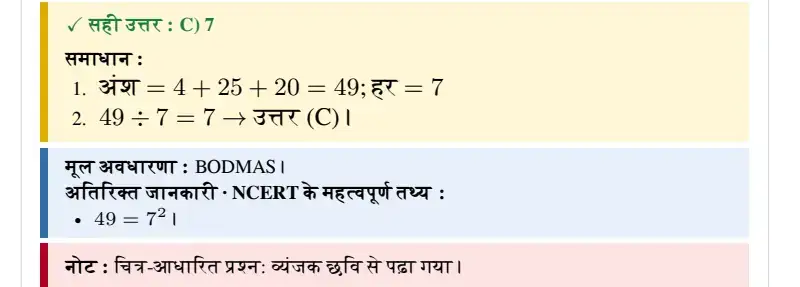 ✓ सही उत्तर : C) 7
समाधान :
1. अंश = 4 + 25 + 20 = 49; हर = 7
2. 49 ÷ 7 = 7 → उत्तर (C)।
मूल अवधारणा : BODMAS।
अतिरिक्त जानकारी · NCERT के महत्वपूर्ण तथ्य :
• 49 = 7²।
नोट : चित्र-आधारित प्रश्न: व्यंजक छवि से पढ़ा गया।